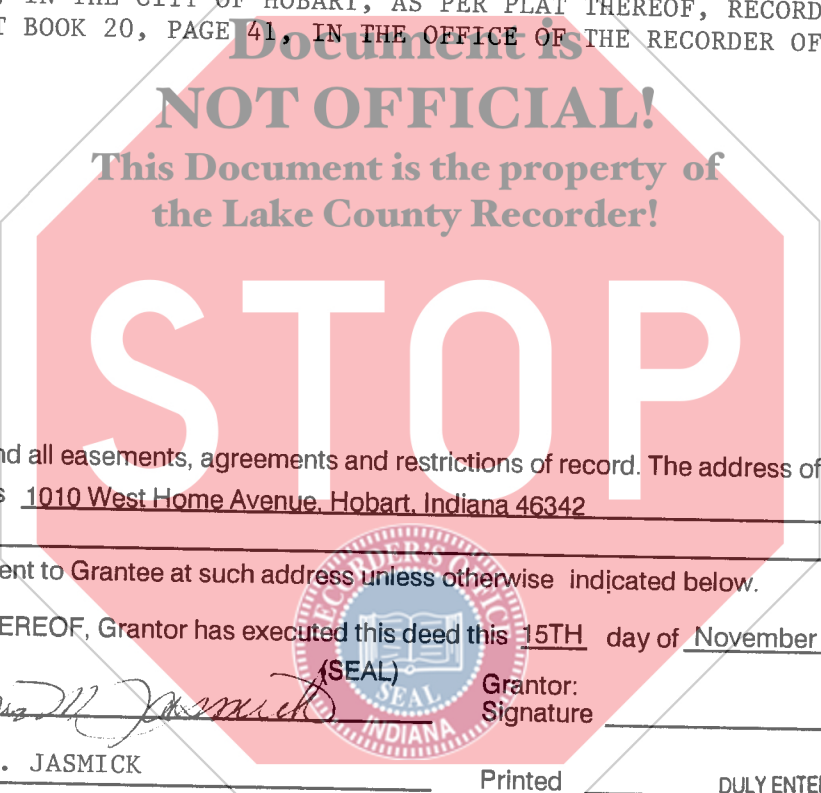 IN THE CITY OF HOBART, AS PER PLAT THEREOF, RECORD
T BOOK 20, PAGE 41, IN THE OFFICE OF THE RECORDER OF
Document is
NOT OFFICIAL!
This Document is the property of
the Lake County Recorder!
STOP
nd all easements, agreements and restrictions of record. The address of
s 1010 West Home Avenue, Hobart, Indiana 46342
ent to Grantee at such address unless otherwise indicated below.
EREOF, Grantor has executed this deed this 15TH day of November
(SEAL)
Grantor:
Signature
M Jasmick
. JASMICK
Printed
DULY ENTE
RECORDER'S OFFICE
SEAL
INDIANA